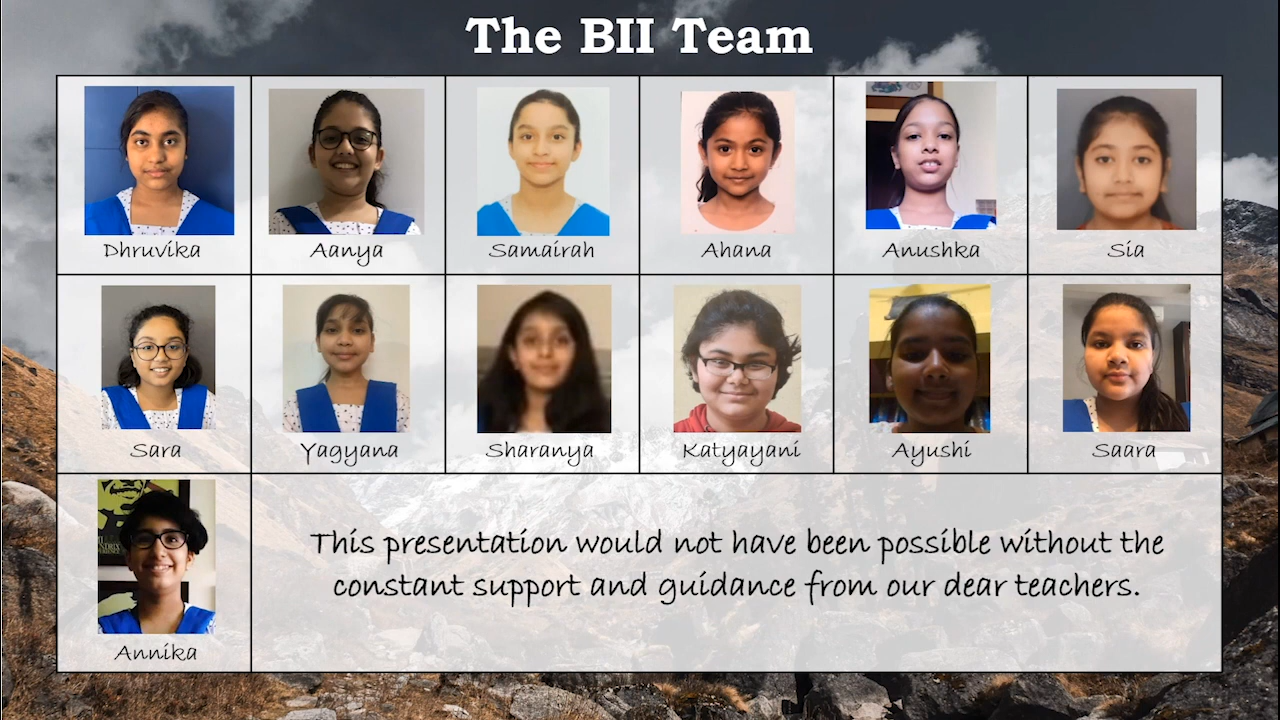 The BII Team
Dhruvika
Aanya
Samairah
Ahana
Anushka
Sia
Sara
Yagyana
Sharanya
Katyayani
Ayushi
Saara
Annika
This presentation would not have been possible without the
constant support and guidance from our dear teachers.